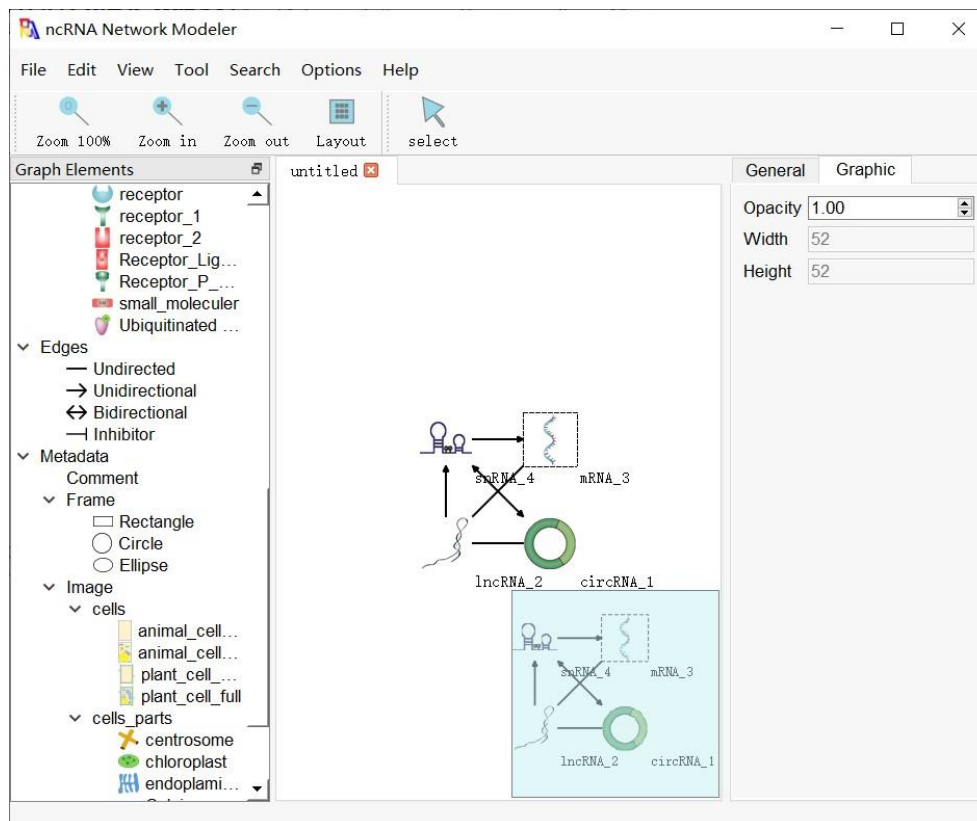 ncRNA Network Modeler
File Edit View Tool Search Options Help
Zoom 100% Zoom in Zoom out Layout select
Graph Elements
receptor
receptor_1
receptor_2
Receptor_Lig...
Receptor_P_...
small_moleculer
Ubiquitinated ...
Edges
Undirected
Unidirectional
Bidirectional
Inhibitor
Metadata
Comment
Frame
Rectangle
Circle
Ellipse
Image
cells
animal_cell...
animal_cell...
plant_cell_...
plant_cell_full
cells_parts
centrosome
chloroplast
endoplami...
untitled
snRNA_4 mRNA_3
lncRNA_2 circRNA_1
snRNA_4 mRNA_3
lncRNA_2 circRNA_1
General Graphic
Opacity 1.00
Width 52
Height 52